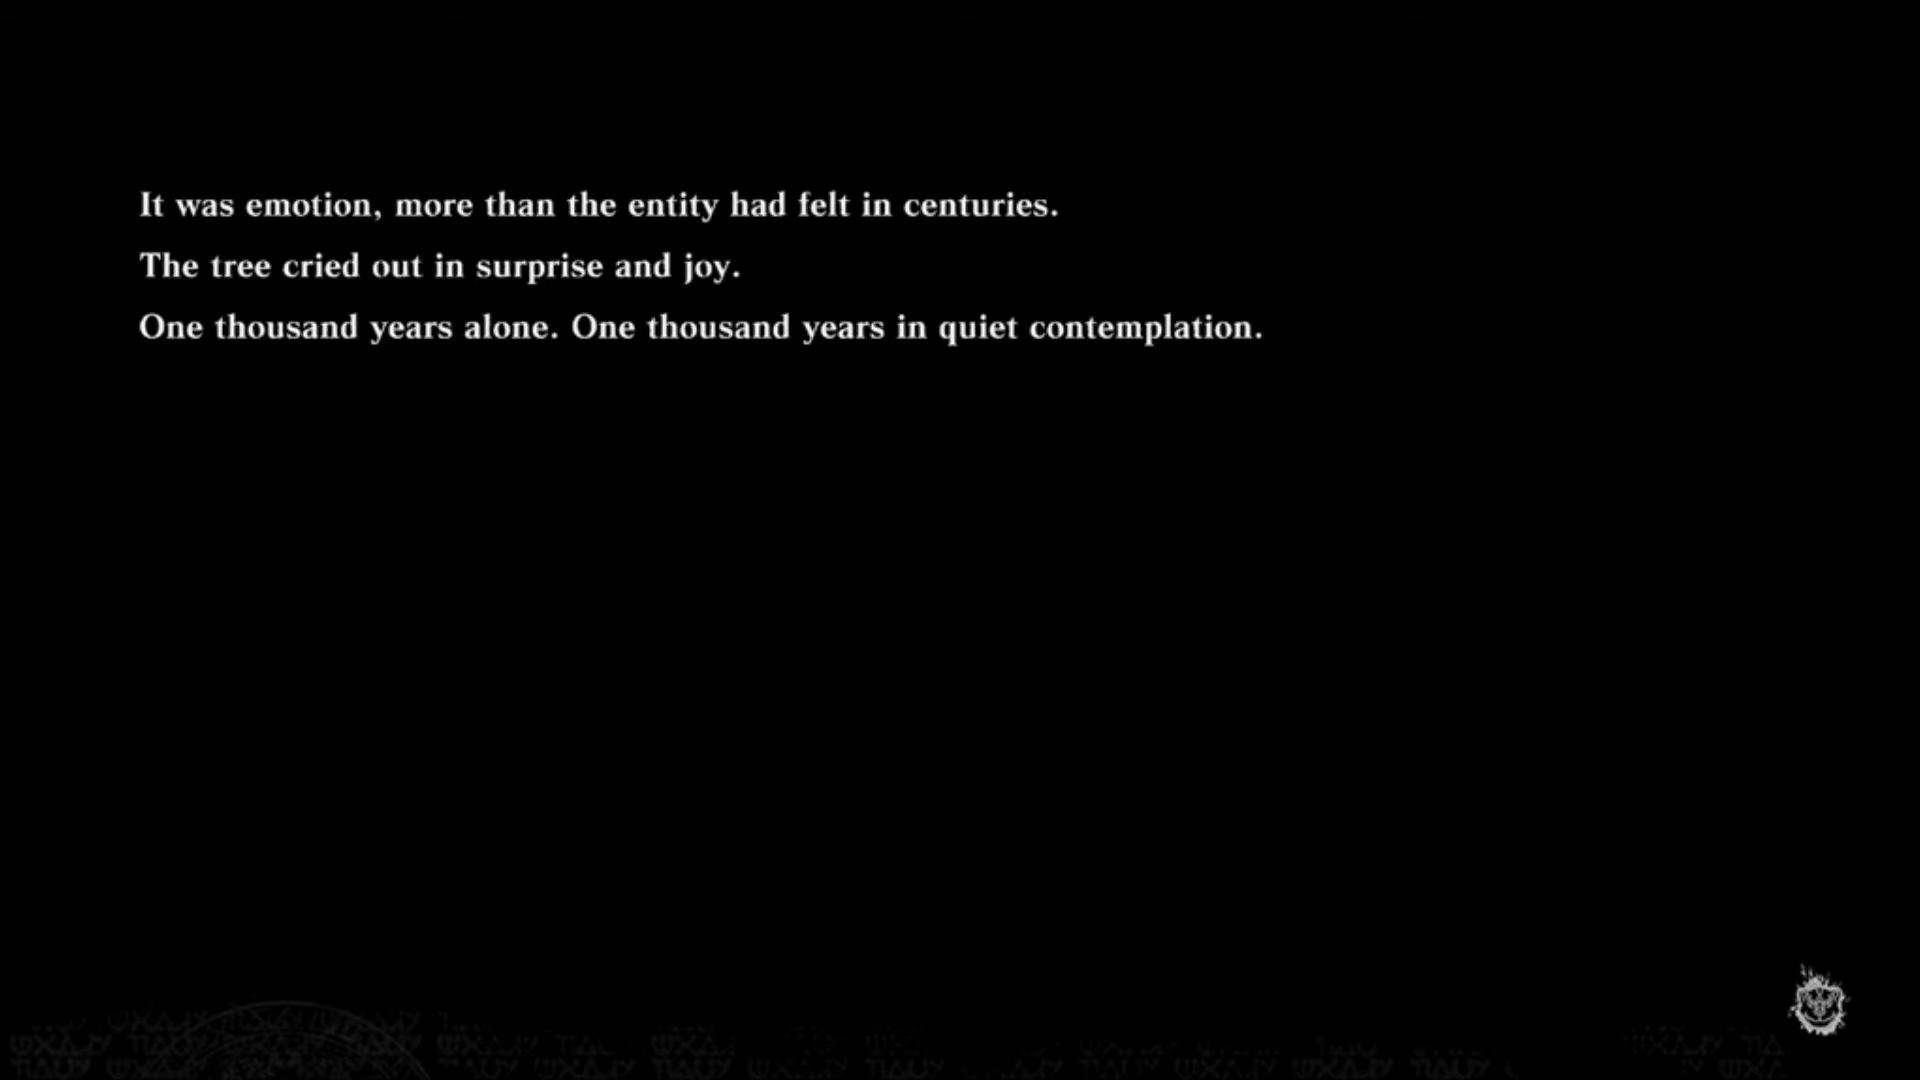 It was emotion, more than the entity had felt in centuries.
The tree cried out in surprise and joy.
One thousand years alone. One thousand years in quiet contemplation.